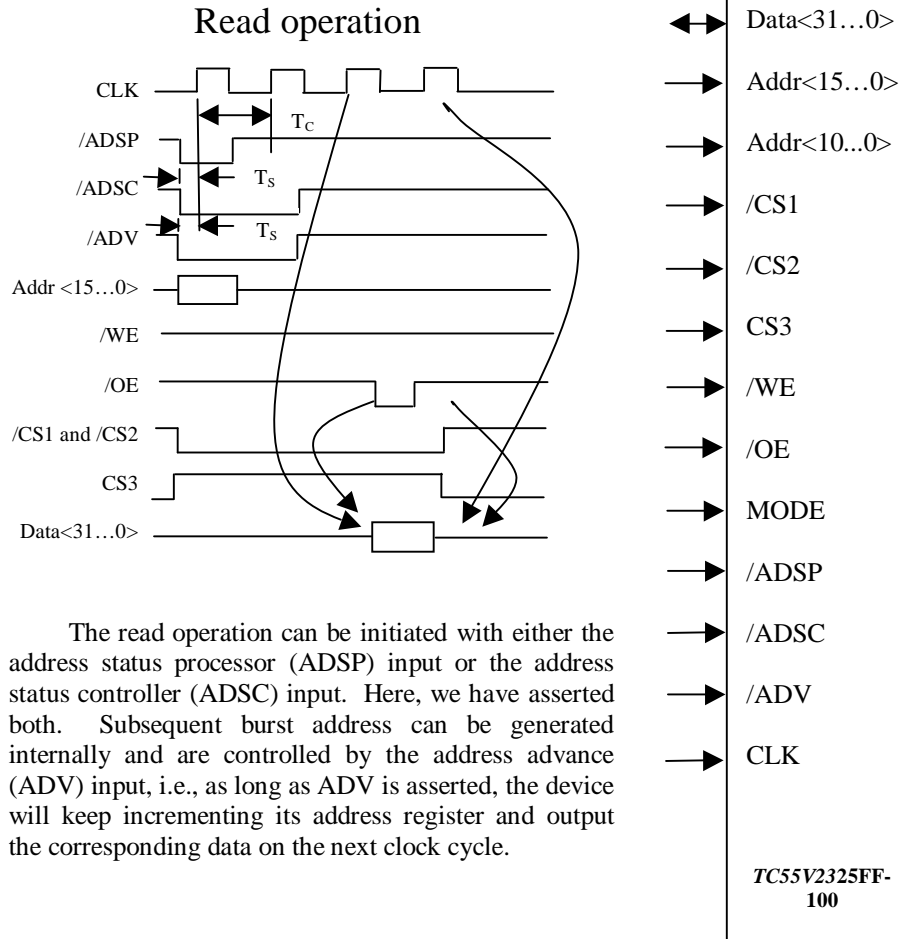 Read operation
CLK
T_C
/ADSP
T_S
/ADSC
T_S
/ADV
Addr <15…0>
/WE
/OE
/CS1 and /CS2
CS3
Data<31…0>
The read operation can be initiated with either the
address status processor (ADSP) input or the address
status controller (ADSC) input. Here, we have asserted
both. Subsequent burst address can be generated
internally and are controlled by the address advance
(ADV) input, i.e., as long as ADV is asserted, the device
will keep incrementing its address register and output
the corresponding data on the next clock cycle.
Data<31…0>
Addr<15…0>
Addr<10...0>
/CS1
/CS2
CS3
/WE
/OE
MODE
/ADSP
/ADSC
/ADV
CLK
TC55V2325FF-
100